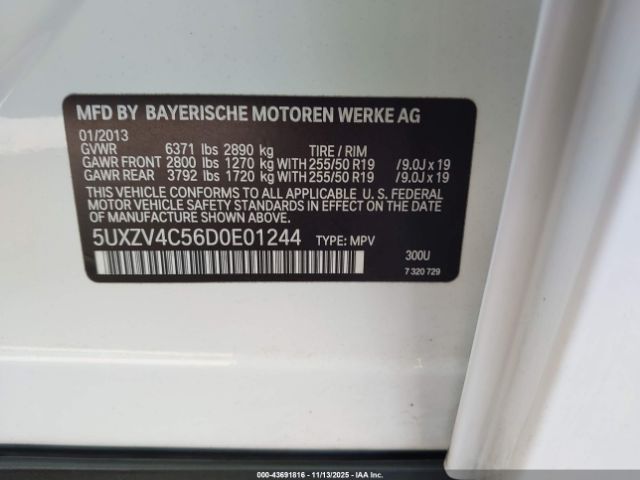 MFD BY BAYERISCHE MOTOREN WERKE AG
01/2013
GVWR 6371 lbs 2890 kg TIRE / RIM
GAWR FRONT 2800 lbs 1270 kg WITH 255/50 R19 /9.0J x 19
GAWR REAR 3792 lbs 1720 kg WITH 255/50 R19 /9.0J x 19
THIS VEHICLE CONFORMS TO ALL APPLICABLE U. S. FEDERAL
MOTOR VEHICLE SAFETY STANDARDS IN EFFECT ON THE
DATE OF MANUFACTURE SHOWN ABOVE.
5UXZV4C56D0E01244 TYPE: MPV
300U
7 320 729
000-43691816 - 11/13/2025 - IAA Inc.